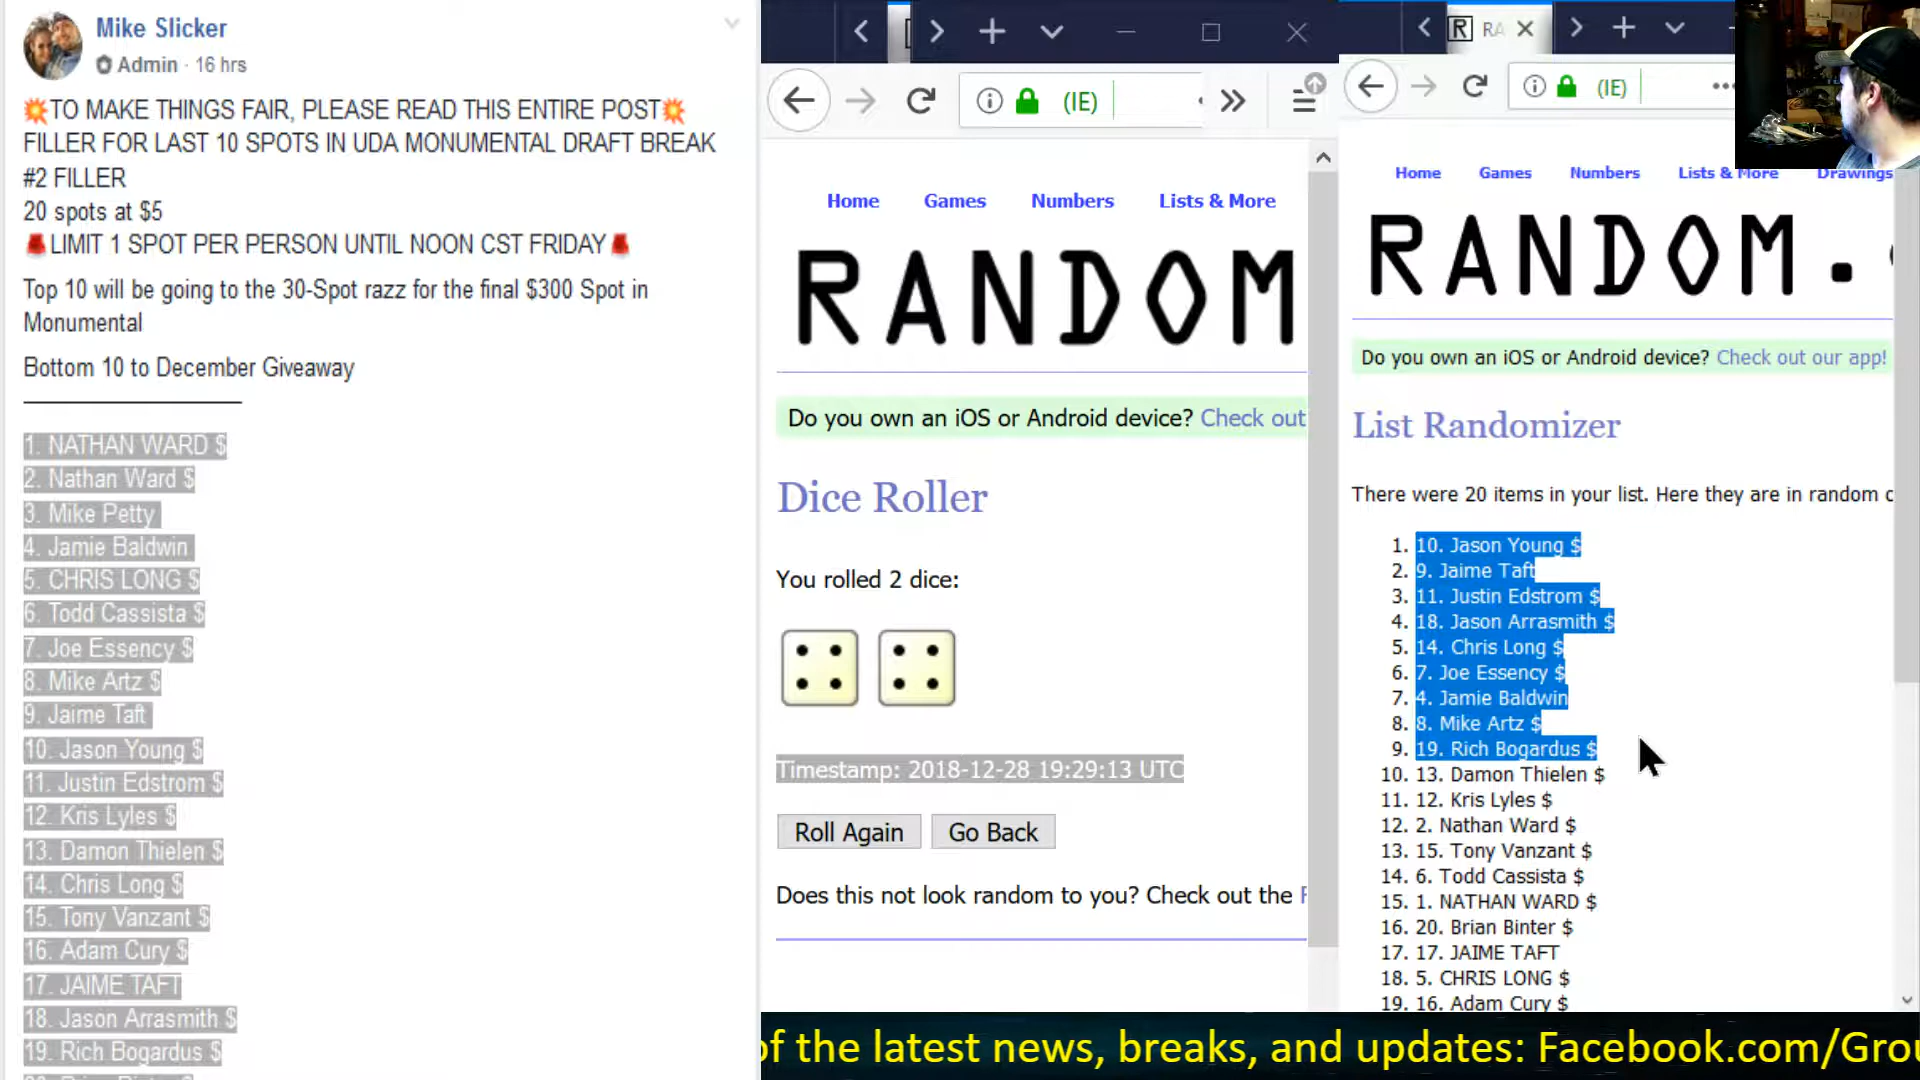 Mike Slicker
Admin · 16 hrs
💥TO MAKE THINGS FAIR, PLEASE READ THIS ENTIRE POST💥
FILLER FOR LAST 10 SPOTS IN UDA MONUMENTAL DRAFT BREAK
#2 FILLER
20 spots at $5
LIMIT 1 SPOT PER PERSON UNTIL NOON CST FRIDAY
Top 10 will be going to the 30-Spot razz for the final $300 Spot in
Monumental
Bottom 10 to December Giveaway
1. NATHAN WARD $
2. Nathan Ward $
3. Mike Petty
4. Jamie Baldwin
5. CHRIS LONG $
6. Todd Cassista $
7. Joe Essency $
8. Mike Artz $
9. Jaime Taft
10. Jason Young $
11. Justin Edstrom $
12. Kris Lyles $
13. Damon Thielen $
14. Chris Long $
15. Tony Vanzant $
16. Adam Cury $
17. JAIME TAFT
18. Jason Arrasmith $
19. Rich Bogardus $
(IE)
Home Games Numbers Lists & More
RANDOM
Do you own an iOS or Android device? Check out
Dice Roller
You rolled 2 dice:
Timestamp: 2018-12-28 19:29:13 UTC
Roll Again Go Back
Does this not look random to you? Check out the
R RA
(IE)
Home Games Numbers Lists & More Drawings
RANDOM.
Do you own an iOS or Android device? Check out our app!
List Randomizer
There were 20 items in your list. Here they are in random
1. 10. Jason Young $
2. 9. Jaime Taft
3. 11. Justin Edstrom $
4. 18. Jason Arrasmith $
5. 14. Chris Long $
6. 7. Joe Essency $
7. 4. Jamie Baldwin
8. 8. Mike Artz $
9. 19. Rich Bogardus $
10. 13. Damon Thielen $
11. 12. Kris Lyles $
12. 2. Nathan Ward $
13. 15. Tony Vanzant $
14. 6. Todd Cassista $
15. 1. NATHAN WARD $
16. 20. Brian Binter $
17. 17. JAIME TAFT
18. 5. CHRIS LONG $
19. 16. Adam Cury $
of the latest news, breaks, and updates: Facebook.com/Grou